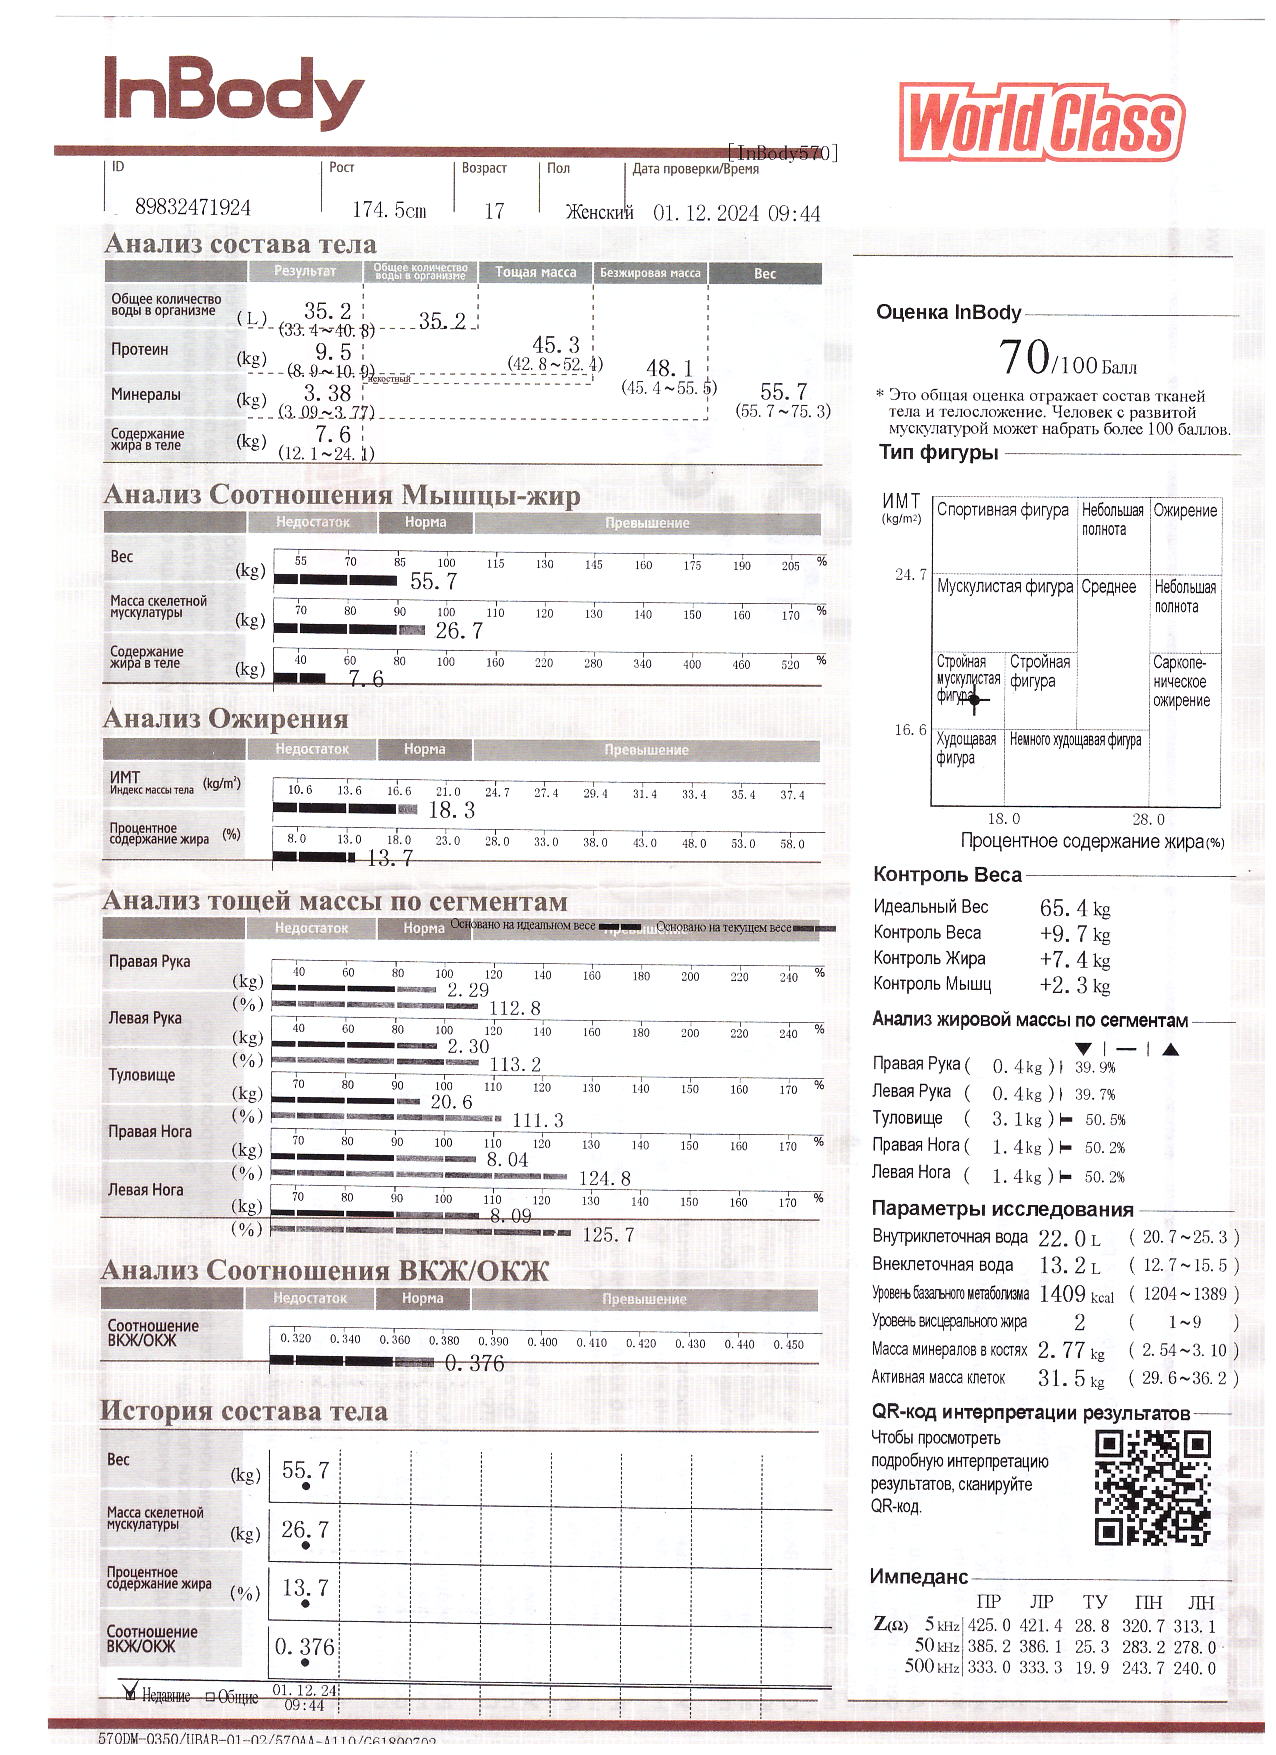 InBody
World Class
[InBody570]
ID Рост Возраст Пол Дата проверки/Время
89832471924 174.5cm 17 Женский 01.12.2024 09:44
Анализ состава тела
Результат Общее количество воды в организме Тощая масса Безжировая масса Вес
Общее количество воды в организме (L) 35.2 35.2
(33.4~40.8)
Протеин (kg) 9.5 45.3
(8.9~10.9) (42.8~52.4)
некостный
Минералы (kg) 3.38 48.1 55.7
(3.09~3.77) (45.4~55.5) (55.7~75.3)
Содержание жира в теле (kg) 7.6
(12.1~24.1)
Анализ Соотношения Мышцы-жир
Недостаток Норма Превышение
Вес (kg) 55 70 85 100 115 130 145 160 175 190 205 %
55.7
Масса скелетной мускулатуры (kg) 70 80 90 100 110 120 130 140 150 160 170 %
26.7
Содержание жира в теле (kg) 40 60 80 100 160 220 280 340 400 460 520 %
7.6
Анализ Ожирения
Недостаток Норма Превышение
ИМТ (kg/m²) 10.6 13.6 16.6 21.0 24.7 27.4 29.4 31.4 33.4 35.4 37.4
Индекс массы тела
18.3
Процентное содержание жира (%) 8.0 13.0 18.0 23.0 28.0 33.0 38.0 43.0 48.0 53.0 58.0
13.7
Анализ тощей массы по сегментам
Недостаток Норма Превышение
Основано на идеальном весе Основано на текущем весе
Правая Рука 40 60 80 100 120 140 160 180 200 220 240 %
(kg) 2.29
(%) 112.8
Левая Рука 40 60 80 100 120 140 160 180 200 220 240 %
(kg) 2.30
(%) 113.2
Туловище 70 80 90 100 110 120 130 140 150 160 170 %
(kg) 20.6
(%) 111.3
Правая Нога 70 80 90 100 110 120 130 140 150 160 170 %
(kg) 8.04
(%) 124.8
Левая Нога 70 80 90 100 110 120 130 140 150 160 170 %
(kg) 8.09
(%) 125.7
Анализ Соотношения ВКЖ/ОКЖ
Недостаток Норма Превышение
Соотношение ВКЖ/ОКЖ 0.320 0.340 0.360 0.380 0.390 0.400 0.410 0.420 0.430 0.440 0.450
0.376
История состава тела
Вес (kg) 55.7
Масса скелетной мускулатуры (kg) 26.7
Процентное содержание жира (%) 13.7
Соотношение ВКЖ/ОКЖ 0.376
Недавние Общие 01.12.24
09:44
570DM-0350/UBAB-01-02/570AA-A110/G61800702
Оценка InBody
70/100 Балл
* Это общая оценка отражает состав тканей
тела и телосложение. Человек с развитой
мускулатурой может набрать более 100 баллов.
Тип фигуры
ИМТ
(kg/m²)
Спортивная фигура Небольшая полнота Ожирение
24.7
Мускулистая фигура Среднее Небольшая полнота
Стройная мускулистая фигура Стройная фигура Саркопеническое ожирение
16.6
Худощавая фигура Немного худощавая фигура
18.0 28.0
Процентное содержание жира(%)
Контроль Веса
Идеальный Вес 65.4 kg
Контроль Веса +9.7 kg
Контроль Жира +7.4 kg
Контроль Мышц +2.3 kg
Анализ жировой массы по сегментам
▼ | — | ▲
Правая Рука ( 0.4kg ) 39.9%
Левая Рука ( 0.4kg ) 39.7%
Туловище ( 3.1kg ) 50.5%
Правая Нога ( 1.4kg ) 50.2%
Левая Нога ( 1.4kg ) 50.2%
Параметры исследования
Внутриклеточная вода 22.0 L ( 20.7~25.3 )
Внеклеточная вода 13.2 L ( 12.7~15.5 )
Уровень базального метаболизма 1409 kcal ( 1204~1389 )
Уровень висцерального жира 2 ( 1~9 )
Масса минералов в костях 2.77 kg ( 2.54~3.10 )
Активная масса клеток 31.5 kg ( 29.6~36.2 )
QR-код интерпретации результатов
Чтобы просмотреть
подробную интерпретацию
результатов, сканируйте
QR-код.
Импеданс
ПР ЛР ТУ ПН ЛН
Z(Ω) 5 kHz 425.0 421.4 28.8 320.7 313.1
50 kHz 385.2 386.1 25.3 283.2 278.0
500 kHz 333.0 333.3 19.9 243.7 240.0